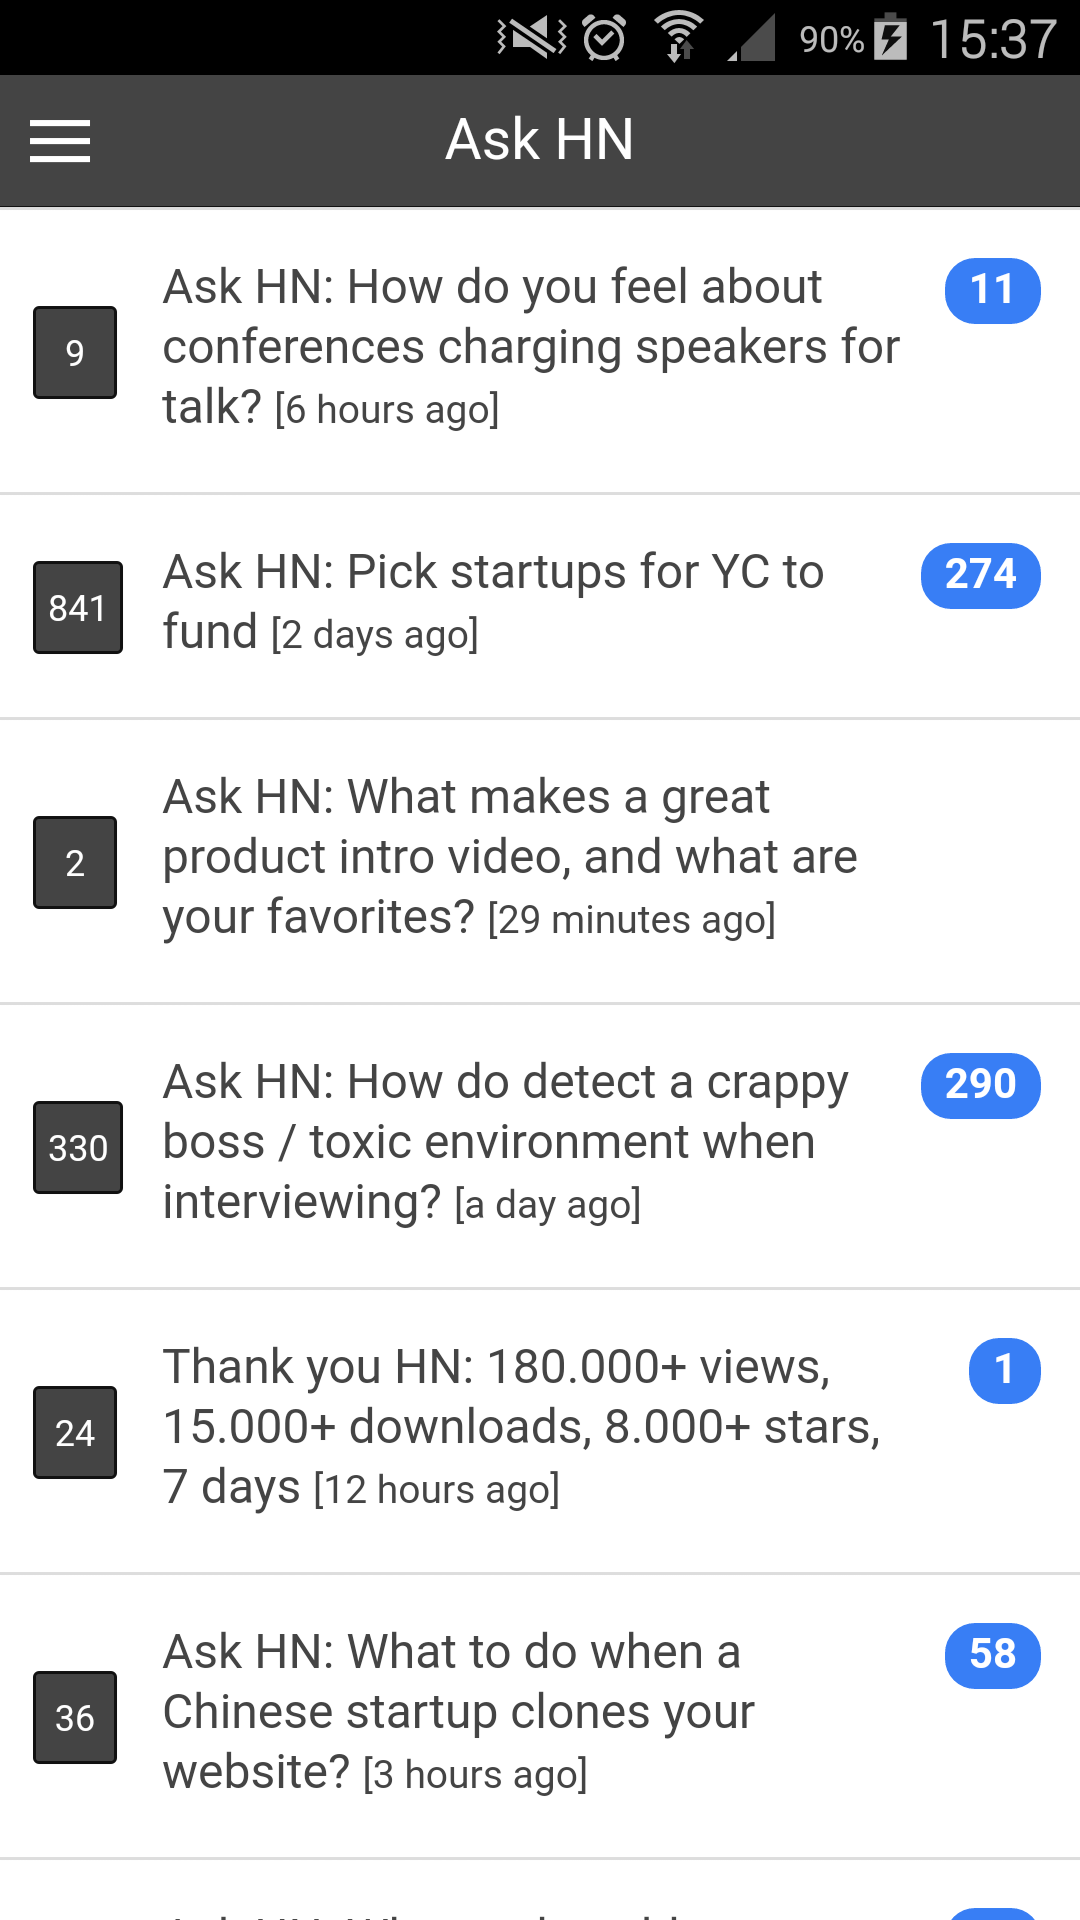 90% 15:37
Ask HN
Ask HN: How do you feel about
conferences charging speakers for
talk? [6 hours ago]
9
11
Ask HN: Pick startups for YC to
fund [2 days ago]
841
274
Ask HN: What makes a great
product intro video, and what are
your favorites? [29 minutes ago]
2
Ask HN: How do detect a crappy
boss / toxic environment when
interviewing? [a day ago]
330
290
Thank you HN: 180.000+ views,
15.000+ downloads, 8.000+ stars,
7 days [12 hours ago]
24
1
Ask HN: What to do when a
Chinese startup clones your
website? [3 hours ago]
36
58